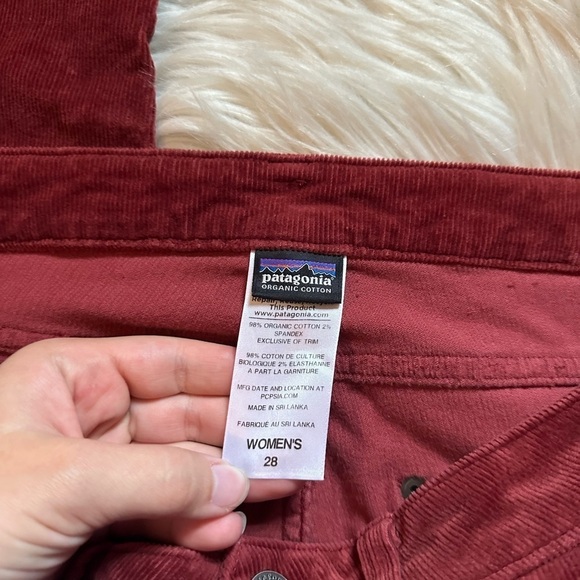 patagonia
ORGANIC COTTON
This Product
www.patagonia.com
98% ORGANIC COTTON 2%
SPANDEX
EXCLUSIVE OF TRIM
98% COTON DE CULTURE
BIOLOGIQUE 2% ELASTHANNE
A PART LA GARNITURE
MFG DATE AND LOCATION AT
PCPSIA.COM
MADE IN SRI LANKA
FABRIQUÉ AU SRI LANKA
WOMEN'S
28